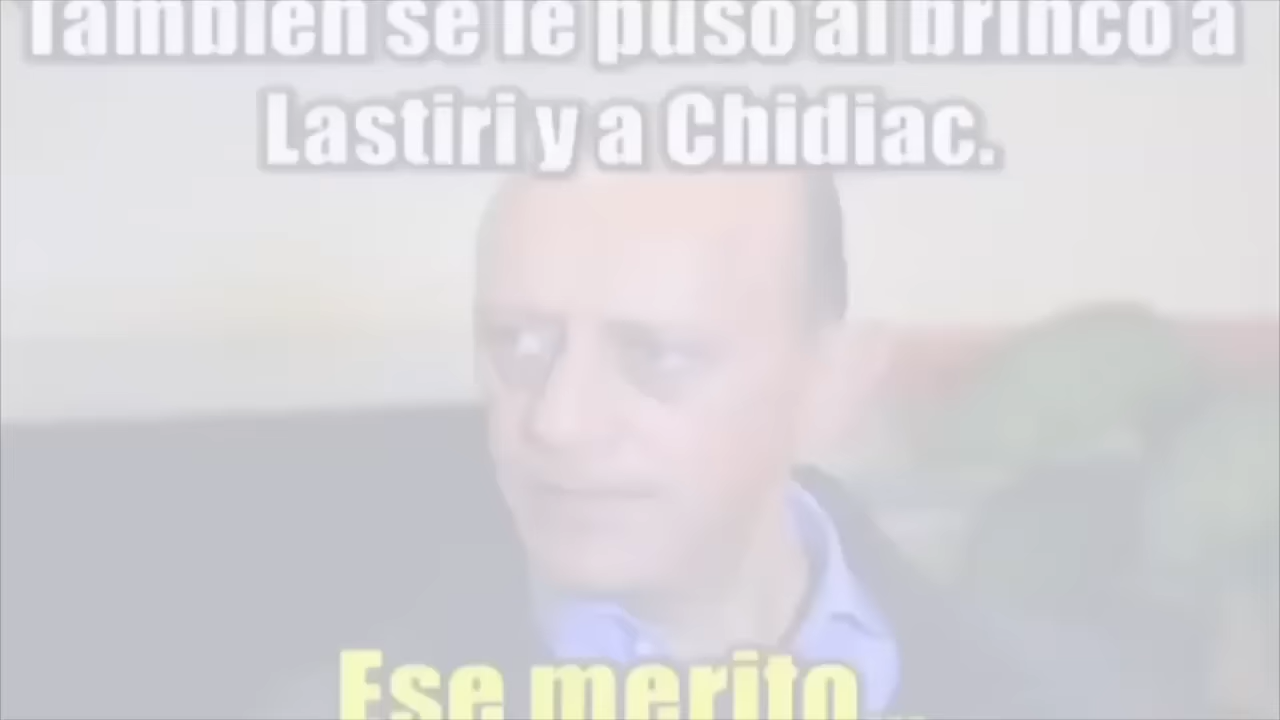 También se le puso al brinco a
Lastiri y a Chidiac.
Ese merito...